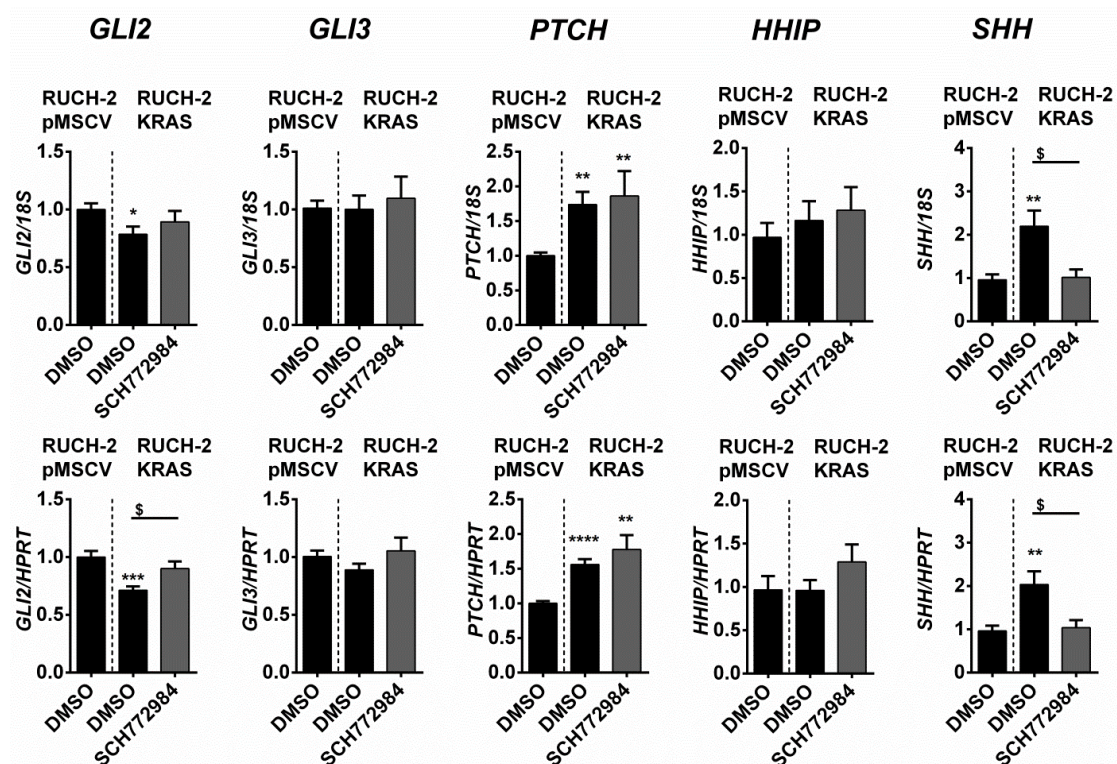 GLI2 GLI3 PTCH HHIP SHH
RUCH-2 RUCH-2 RUCH-2 RUCH-2 RUCH-2 RUCH-2 RUCH-2 RUCH-2 RUCH-2 RUCH-2
pMSCV KRAS pMSCV KRAS pMSCV KRAS pMSCV KRAS pMSCV KRAS
GLI2/18S
1.5
1.0
0.5
0.0
*
DMSO
DMSO
SCH772984
GLI3/18S
1.5
1.0
0.5
0.0
DMSO
DMSO
SCH772984
PTCH/18S
2.5
2.0
1.5
1.0
0.5
0.0
**
**
DMSO
DMSO
SCH772984
HHIP/18S
2.0
1.5
1.0
0.5
0.0
DMSO
DMSO
SCH772984
SHH/18S
4
3
2
1
0
$
**
DMSO
DMSO
SCH772984
RUCH-2 RUCH-2 RUCH-2 RUCH-2 RUCH-2 RUCH-2 RUCH-2 RUCH-2 RUCH-2 RUCH-2
pMSCV KRAS pMSCV KRAS pMSCV KRAS pMSCV KRAS pMSCV KRAS
GLI2/HPRT
1.5
1.0
0.5
0.0
$
***
DMSO
DMSO
SCH772984
GLI3/HPRT
1.5
1.0
0.5
0.0
DMSO
DMSO
SCH772984
PTCH/HPRT
2.5
2.0
1.5
1.0
0.5
0.0
****
**
DMSO
DMSO
SCH772984
HHIP/HPRT
2.0
1.5
1.0
0.5
0.0
DMSO
DMSO
SCH772984
SHH/HPRT
4
3
2
1
0
$
**
DMSO
DMSO
SCH772984